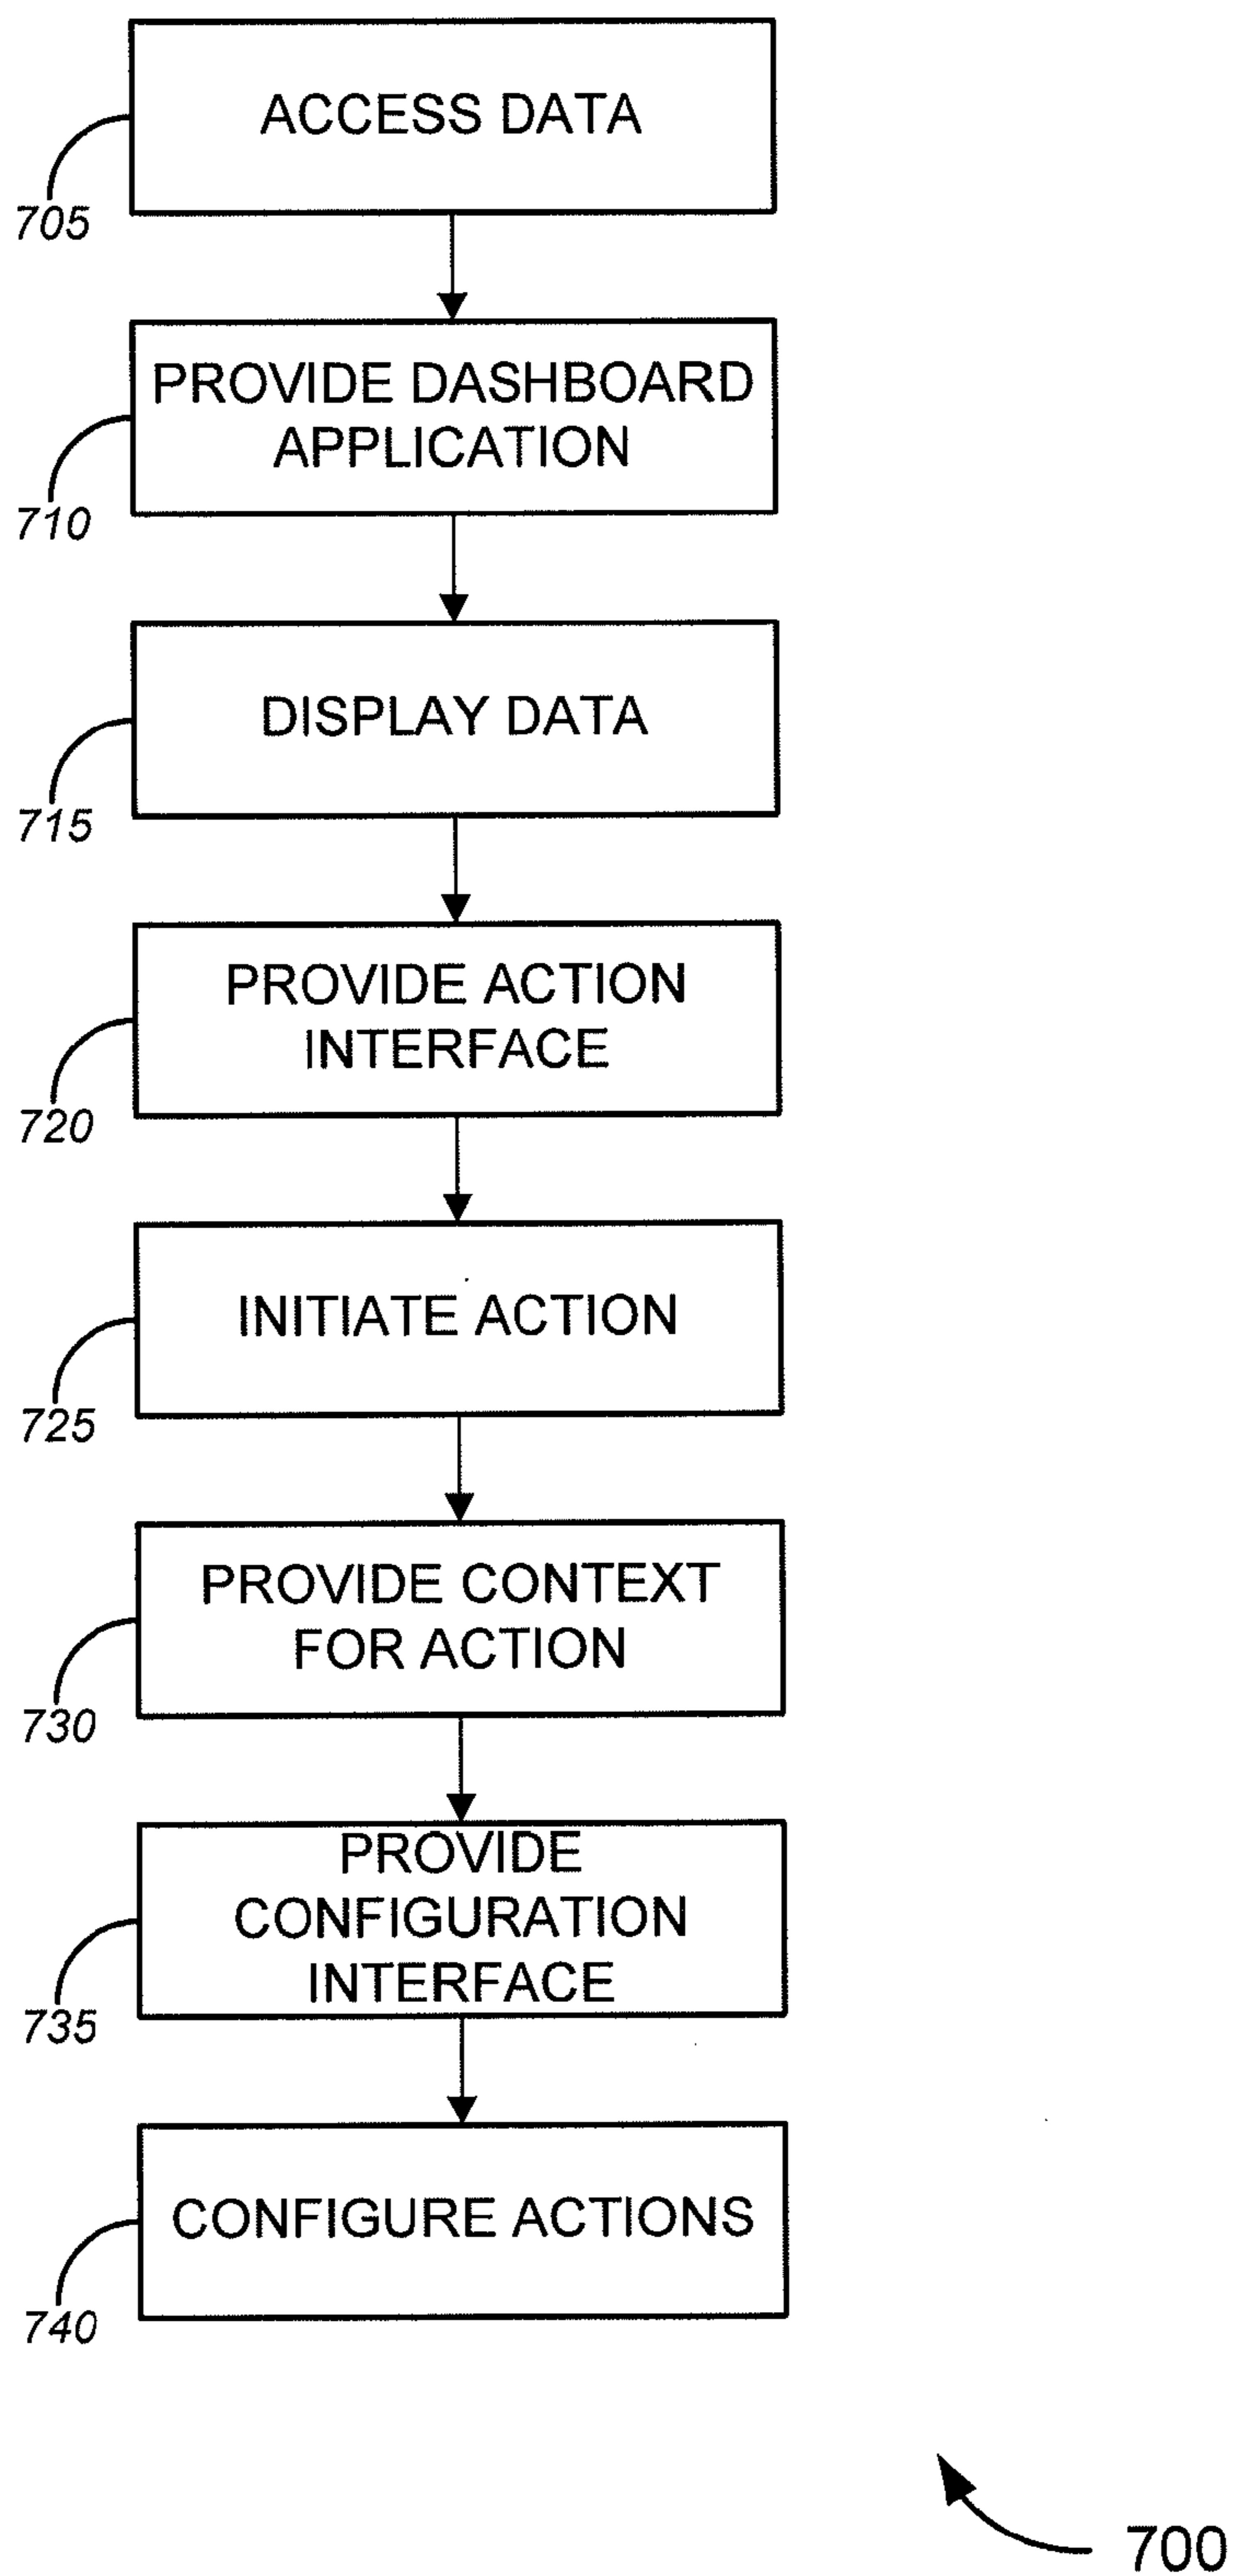 ACCESS DATA
705
PROVIDE DASHBOARD
APPLICATION
710
DISPLAY DATA
715
PROVIDE ACTION
INTERFACE
720
INITIATE ACTION
725
PROVIDE CONTEXT
FOR ACTION
730
PROVIDE
CONFIGURATION
INTERFACE
735
CONFIGURE ACTIONS
740
700